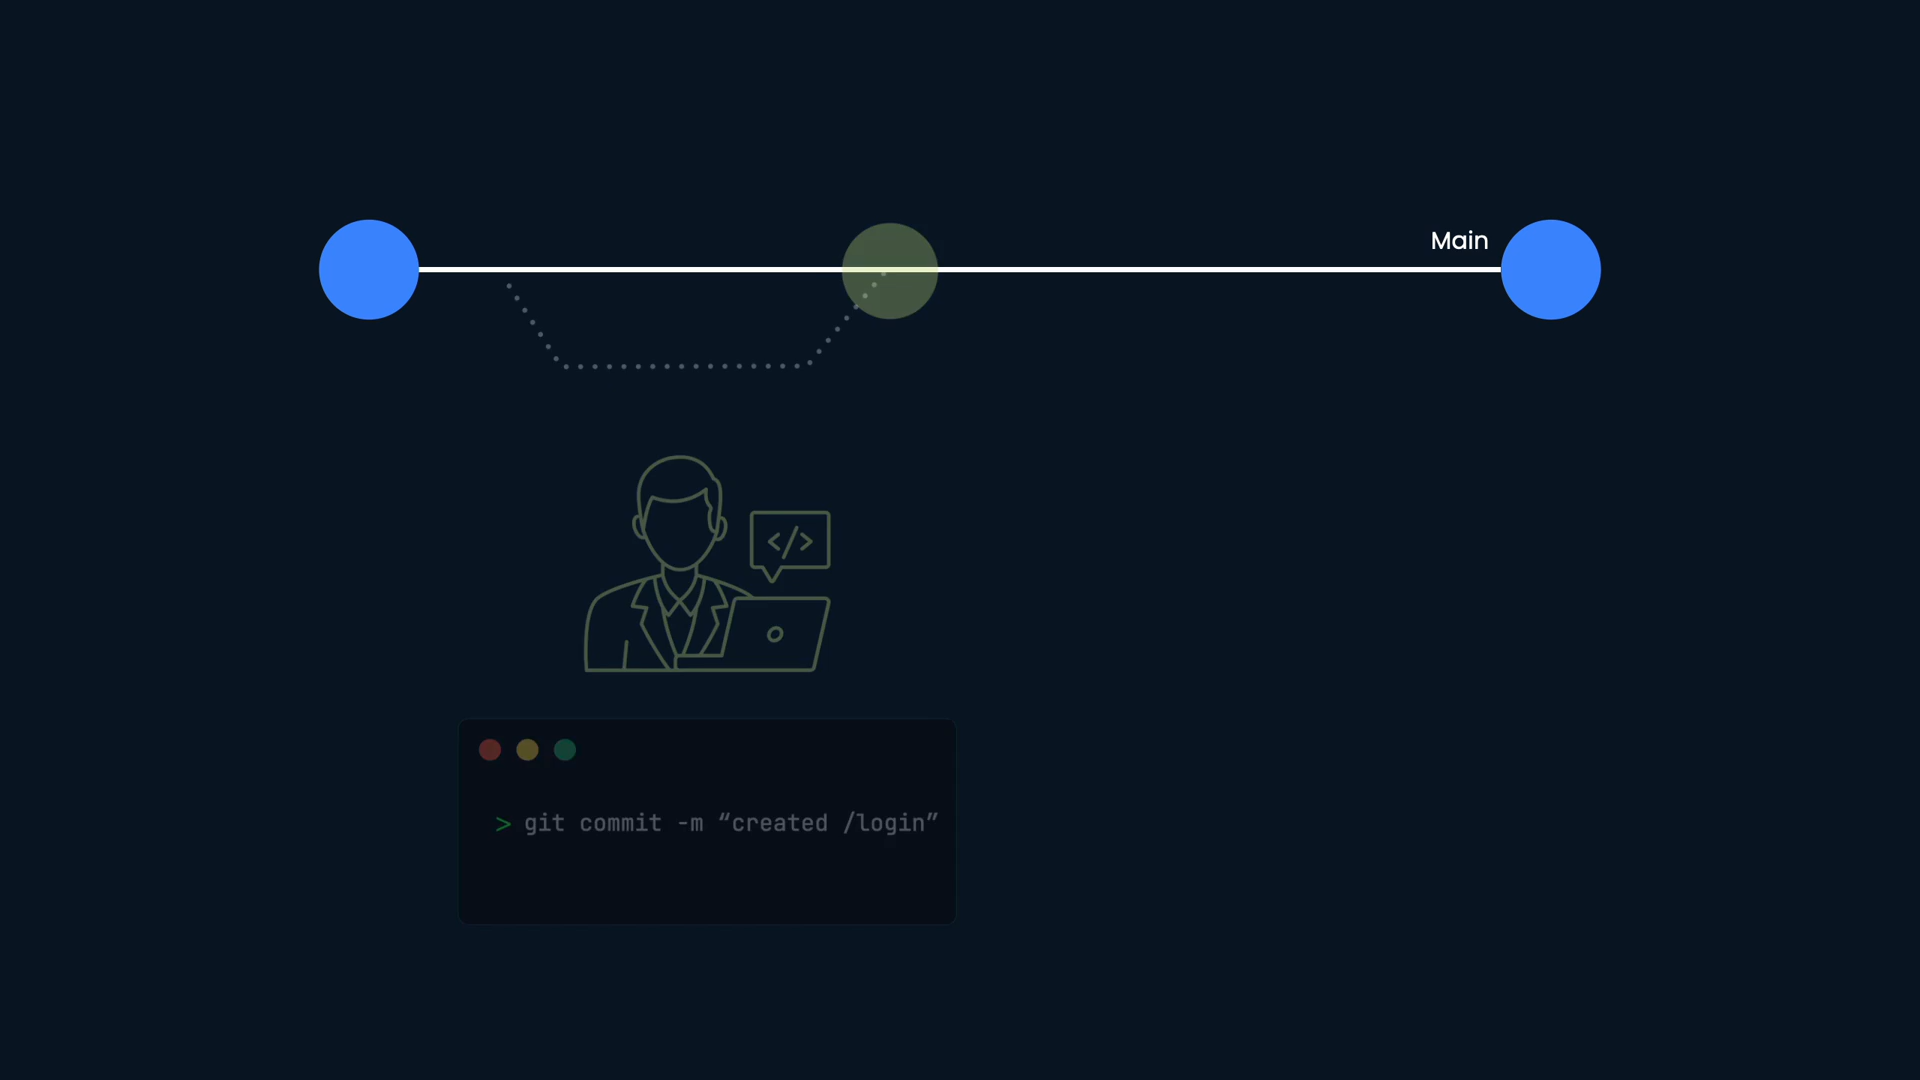 Main
</>
> git commit -m “created /login”